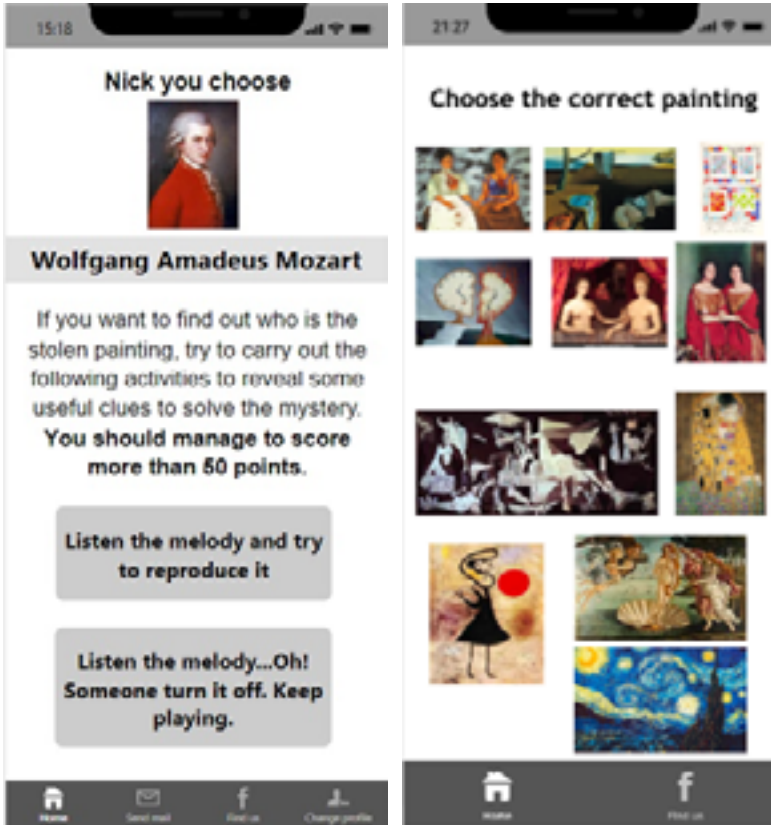 15:18
Nick you choose
Wolfgang Amadeus Mozart
If you want to find out who is the
stolen painting, try to carry out the
following activities to reveal some
useful clues to solve the mystery.
You should manage to score
more than 50 points.
Listen the melody and try
to reproduce it
Listen the melody...Oh!
Someone turn it off. Keep
playing.
Home
Send mail
Find us
Change profile
21:27
Choose the correct painting
Home
Find us